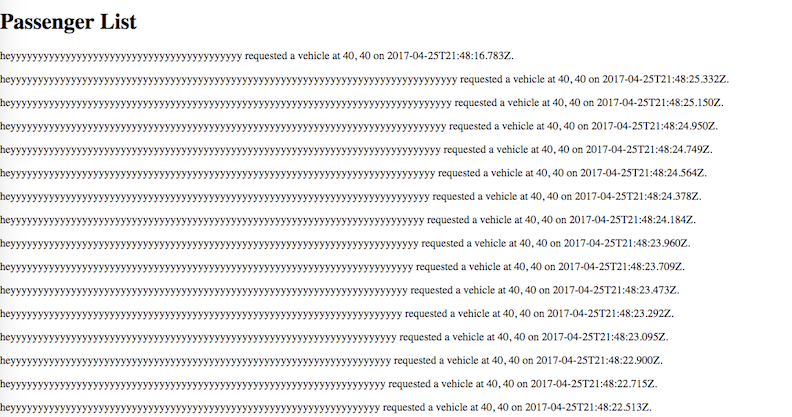 Passenger List
heyyyyyyyyyyyyyyyyyyyyyyyyyyyyyyyyyyyyyyyyyy requested a vehicle at 40, 40 on 2017-04-25T21:48:16.783Z.
heyyyyyyyyyyyyyyyyyyyyyyyyyyyyyyyyyyyyyyyyyyyyyyyyyyyyyyyyyyyyyyyyyyyyyyyyyyyyyyyy requested a vehicle at 40, 40 on 2017-04-25T21:48:25.332Z.
heyyyyyyyyyyyyyyyyyyyyyyyyyyyyyyyyyyyyyyyyyyyyyyyyyyyyyyyyyyyyyyyyyyyyyyyyyyyyyyy requested a vehicle at 40, 40 on 2017-04-25T21:48:25.150Z.
heyyyyyyyyyyyyyyyyyyyyyyyyyyyyyyyyyyyyyyyyyyyyyyyyyyyyyyyyyyyyyyyyyyyyyyyyyyyyyy requested a vehicle at 40, 40 on 2017-04-25T21:48:24.950Z.
heyyyyyyyyyyyyyyyyyyyyyyyyyyyyyyyyyyyyyyyyyyyyyyyyyyyyyyyyyyyyyyyyyyyyyyyyyyyyy requested a vehicle at 40, 40 on 2017-04-25T21:48:24.749Z.
heyyyyyyyyyyyyyyyyyyyyyyyyyyyyyyyyyyyyyyyyyyyyyyyyyyyyyyyyyyyyyyyyyyyyyyyyyyyy requested a vehicle at 40, 40 on 2017-04-25T21:48:24.564Z.
heyyyyyyyyyyyyyyyyyyyyyyyyyyyyyyyyyyyyyyyyyyyyyyyyyyyyyyyyyyyyyyyyyyyyyyyyyyy requested a vehicle at 40, 40 on 2017-04-25T21:48:24.378Z.
heyyyyyyyyyyyyyyyyyyyyyyyyyyyyyyyyyyyyyyyyyyyyyyyyyyyyyyyyyyyyyyyyyyyyyyyyyy requested a vehicle at 40, 40 on 2017-04-25T21:48:24.184Z.
heyyyyyyyyyyyyyyyyyyyyyyyyyyyyyyyyyyyyyyyyyyyyyyyyyyyyyyyyyyyyyyyyyyyyyyyyy requested a vehicle at 40, 40 on 2017-04-25T21:48:23.960Z.
heyyyyyyyyyyyyyyyyyyyyyyyyyyyyyyyyyyyyyyyyyyyyyyyyyyyyyyyyyyyyyyyyyyyyyyyy requested a vehicle at 40, 40 on 2017-04-25T21:48:23.709Z.
heyyyyyyyyyyyyyyyyyyyyyyyyyyyyyyyyyyyyyyyyyyyyyyyyyyyyyyyyyyyyyyyyyyyyyyy requested a vehicle at 40, 40 on 2017-04-25T21:48:23.473Z.
heyyyyyyyyyyyyyyyyyyyyyyyyyyyyyyyyyyyyyyyyyyyyyyyyyyyyyyyyyyyyyyyyyyyyyy requested a vehicle at 40, 40 on 2017-04-25T21:48:23.292Z.
heyyyyyyyyyyyyyyyyyyyyyyyyyyyyyyyyyyyyyyyyyyyyyyyyyyyyyyyyyyyyyyyyyyyyy requested a vehicle at 40, 40 on 2017-04-25T21:48:23.095Z.
heyyyyyyyyyyyyyyyyyyyyyyyyyyyyyyyyyyyyyyyyyyyyyyyyyyyyyyyyyyyyyyyyyyyy requested a vehicle at 40, 40 on 2017-04-25T21:48:22.900Z.
heyyyyyyyyyyyyyyyyyyyyyyyyyyyyyyyyyyyyyyyyyyyyyyyyyyyyyyyyyyyyyyyyyyy requested a vehicle at 40, 40 on 2017-04-25T21:48:22.715Z.
heyyyyyyyyyyyyyyyyyyyyyyyyyyyyyyyyyyyyyyyyyyyyyyyyyyyyyyyyyyyyyyyyyy requested a vehicle at 40, 40 on 2017-04-25T21:48:22.513Z.